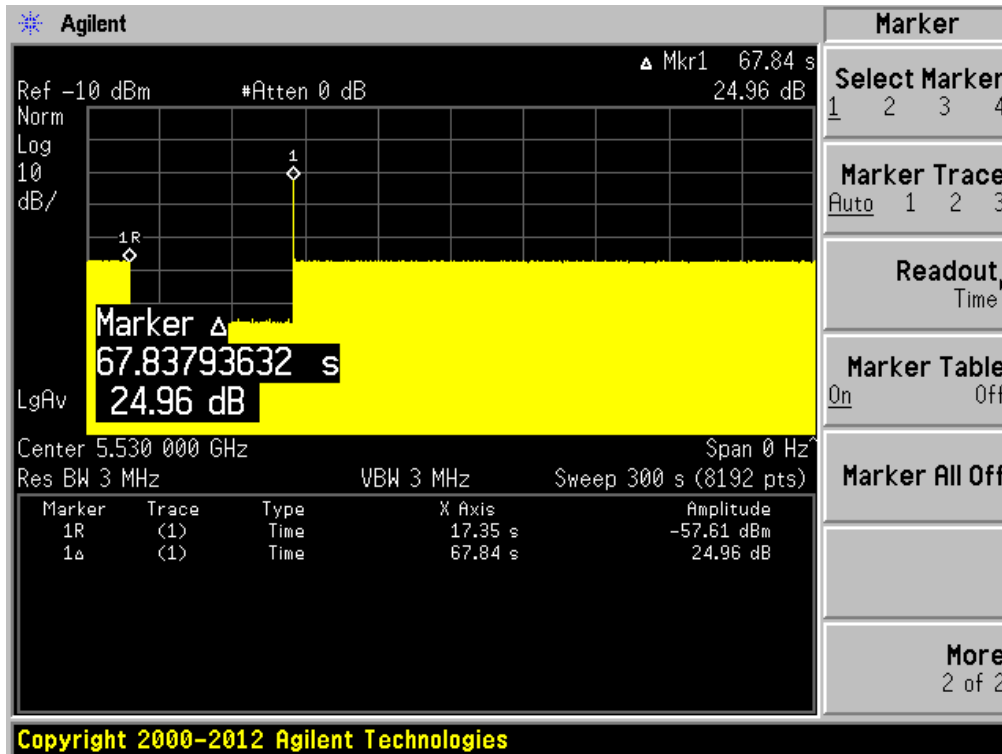 Agilent
Marker
Δ Mkr1 67.84 s
Ref -10 dBm #Atten 0 dB 24.96 dB
Norm
Log
10
dB/
1
1R
Marker Δ
67.83793632 s
24.96 dB
LgAv
Center 5.530 000 GHz Span 0 Hz^
Res BW 3 MHz VBW 3 MHz Sweep 300 s (8192 pts)
Marker Trace Type X Axis Amplitude
1R (1) Time 17.35 s -57.61 dBm
1Δ (1) Time 67.84 s 24.96 dB
Select Marker
1 2 3 4
Marker Trace
Auto 1 2 3
Readout
Time
Marker Table
On Off
Marker All Off
More
2 of 2
Copyright 2000-2012 Agilent Technologies